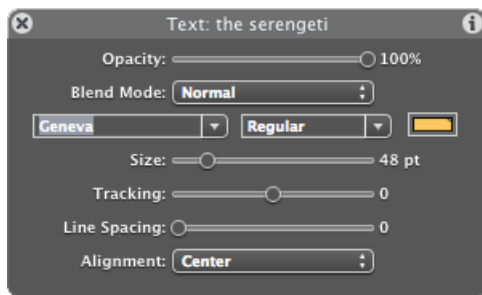 Text: the serengeti
Opacity: 100%
Blend Mode: Normal
Geneva Regular
Size: 48 pt
Tracking: 0
Line Spacing: 0
Alignment: Center